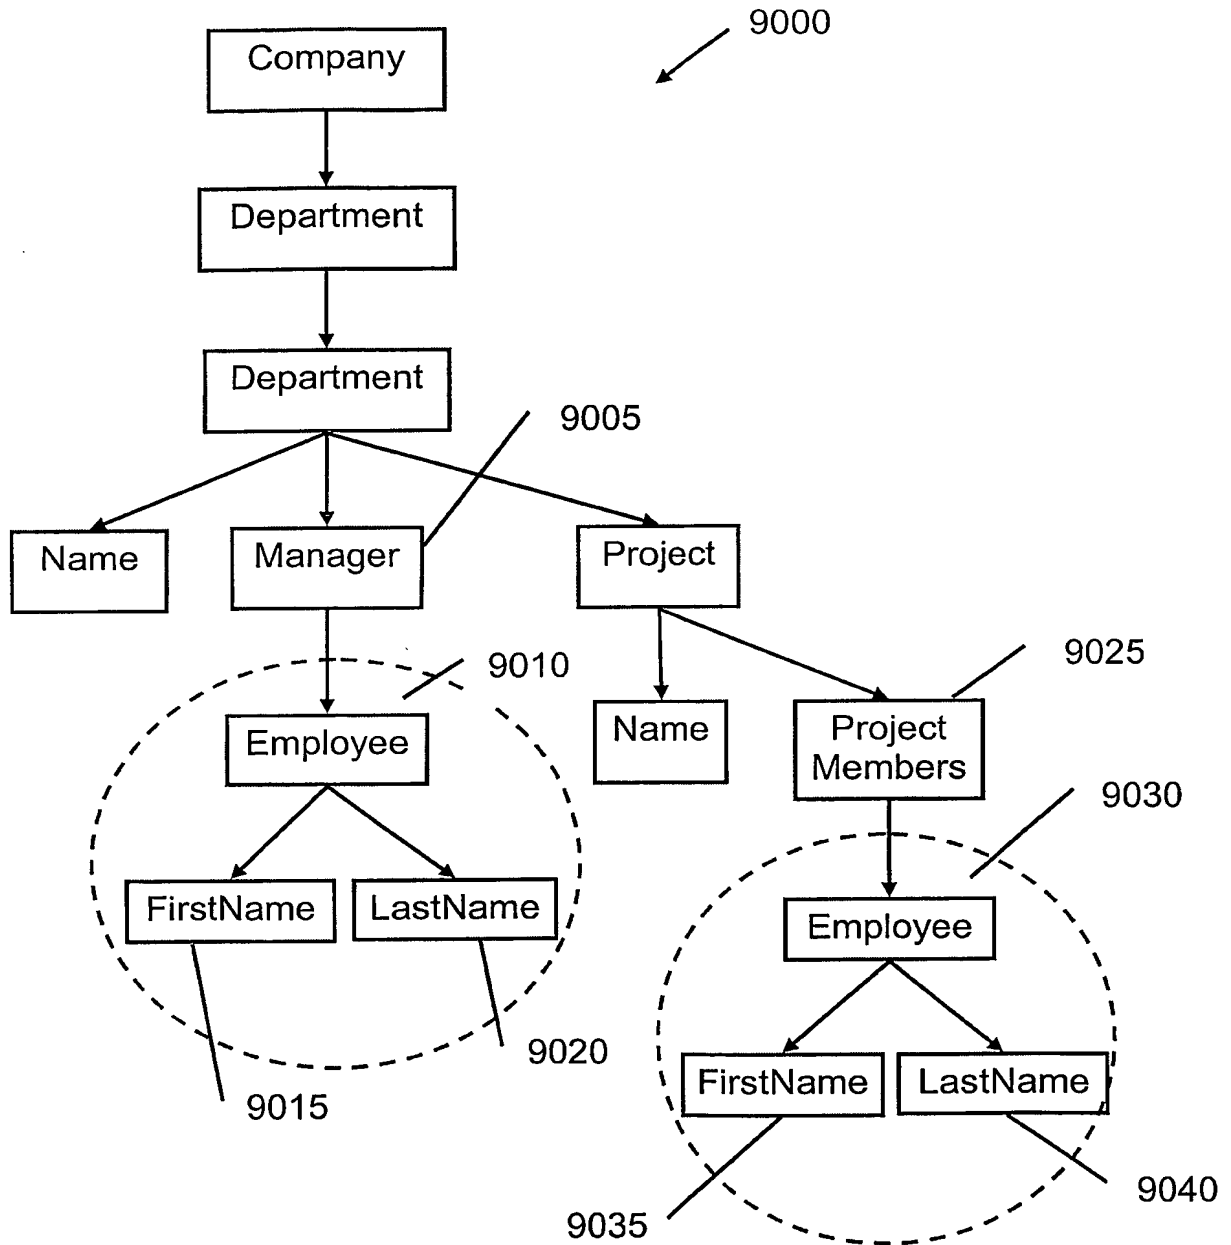 9000
Company
Department
Department
9005
Name
Manager
Project
9010
9025
Employee
Name
Project
Members
9030
FirstName
LastName
Employee
9020
9015
FirstName
LastName
9035
9040